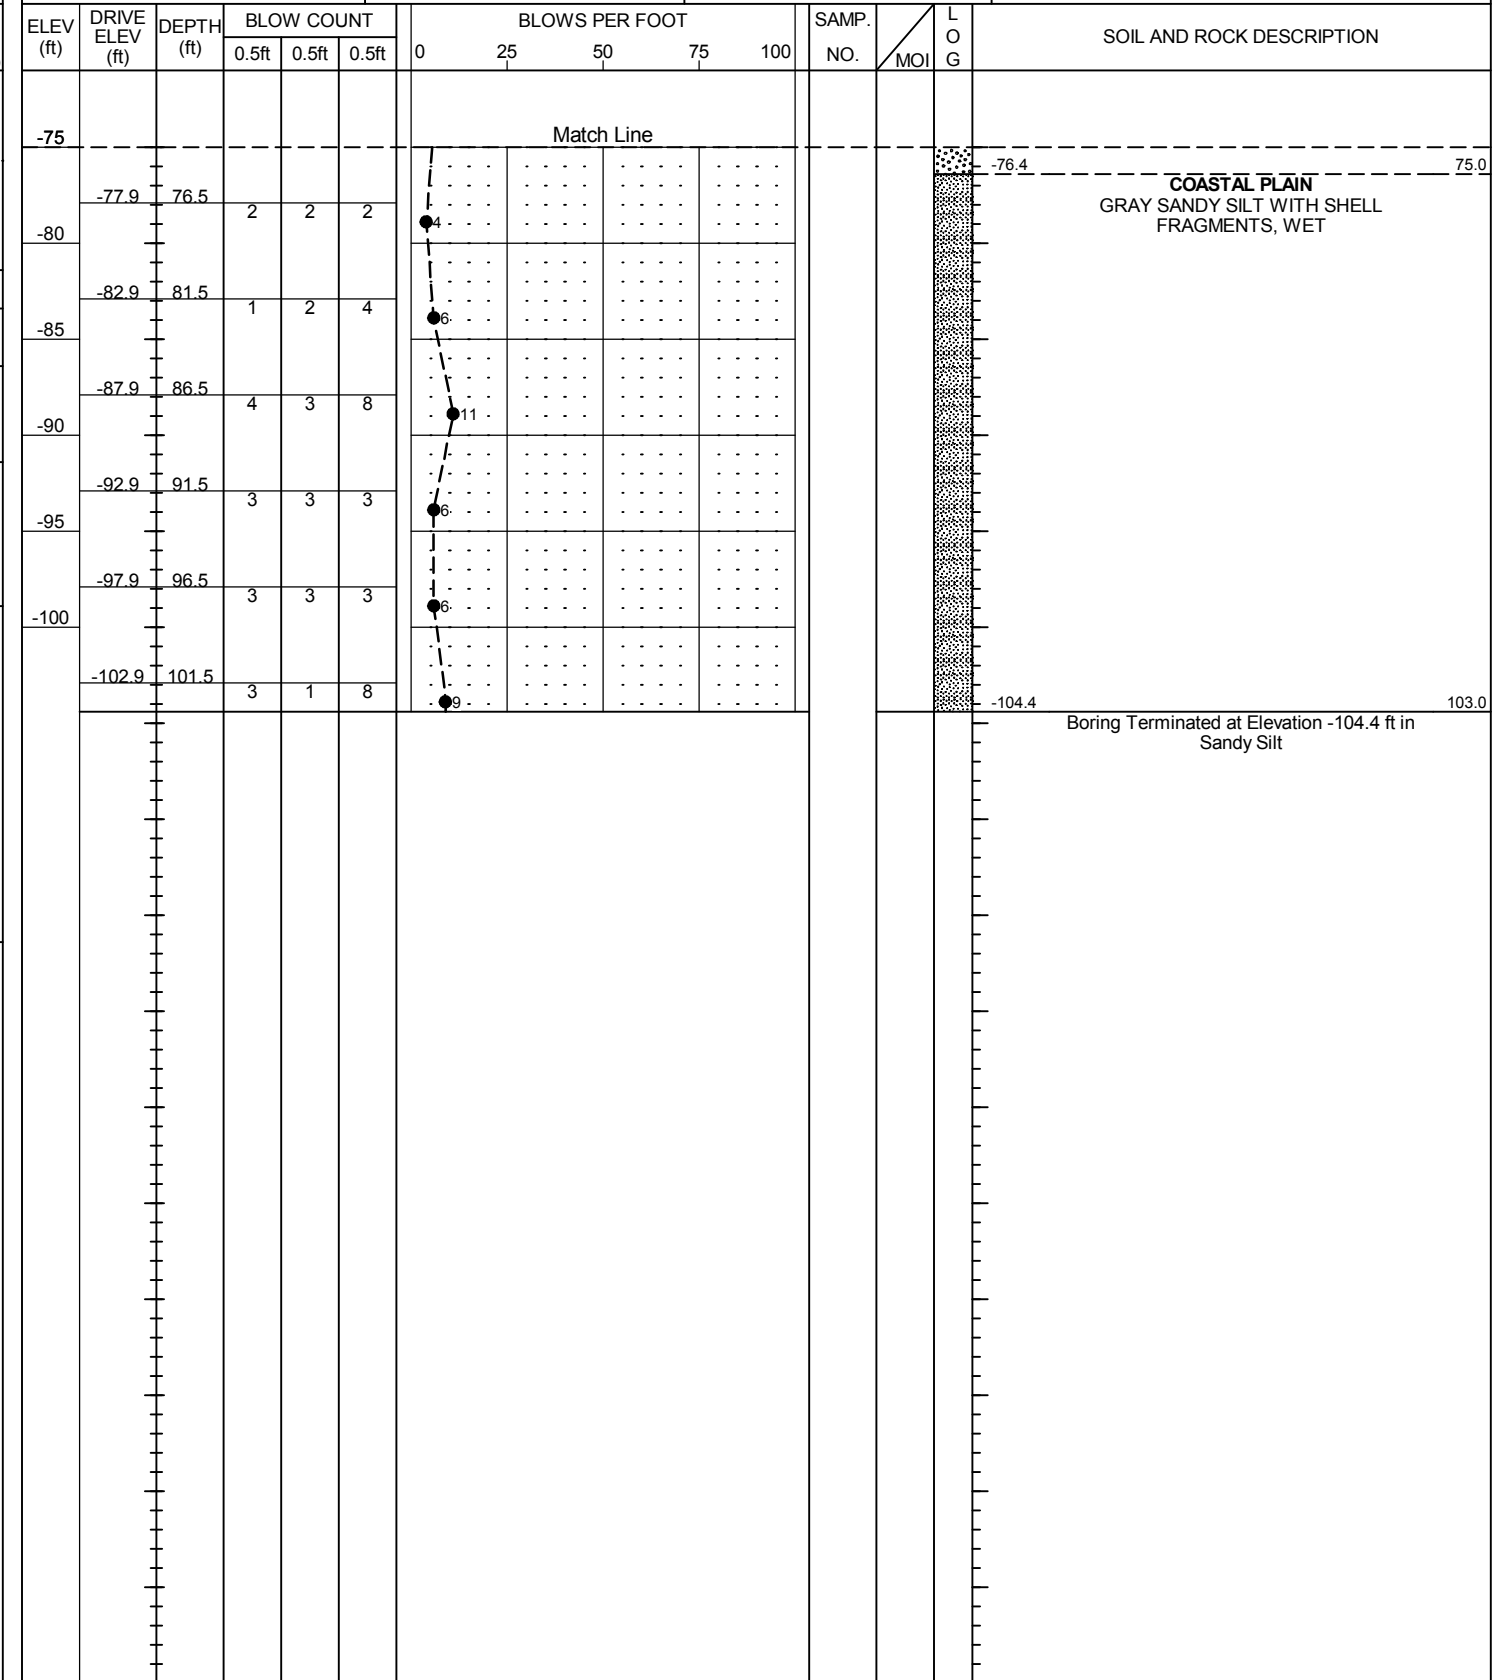 ELEV (ft) DRIVE ELEV (ft) DEPTH (ft) BLOW COUNT BLOWS PER FOOT SAMP. NO. MOI L O G SOIL AND ROCK DESCRIPTION
0.5ft 0.5ft 0.5ft 0 25 50 75 100
-75 Match Line
-76.4 75.0
COASTAL PLAIN
-77.9 76.5 GRAY SANDY SILT WITH SHELL
2 2 2 4 FRAGMENTS, WET
-80
-82.9 81.5
1 2 4 6
-85
-87.9 86.5
4 3 8 11
-90
-92.9 91.5
3 3 3 6
-95
-97.9 96.5
3 3 3 6
-100
-102.9 101.5
3 1 8 9 -104.4 103.0
Boring Terminated at Elevation -104.4 ft in
Sandy Silt